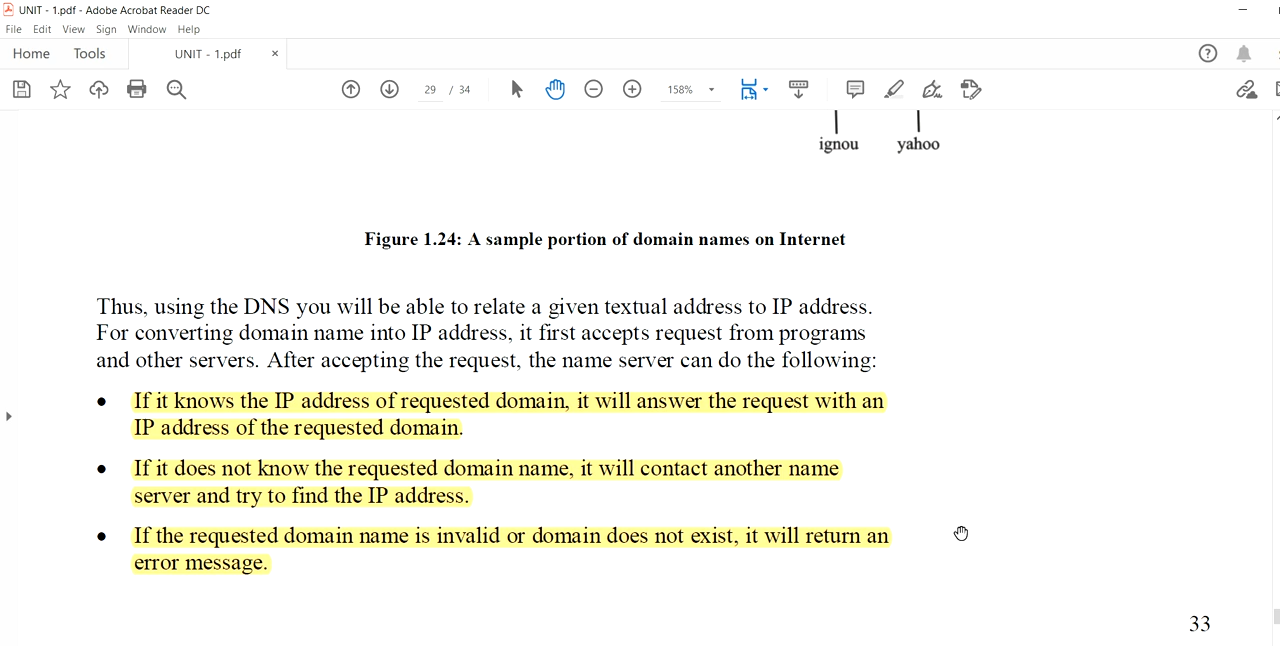 UNIT - 1.pdf - Adobe Acrobat Reader DC
File Edit View Sign Window Help
Home Tools UNIT - 1.pdf ×
29 / 34 158%
ignou yahoo
Figure 1.24: A sample portion of domain names on Internet
Thus, using the DNS you will be able to relate a given textual address to IP address.
For converting domain name into IP address, it first accepts request from programs
and other servers. After accepting the request, the name server can do the following:
• If it knows the IP address of requested domain, it will answer the request with an
IP address of the requested domain.
• If it does not know the requested domain name, it will contact another name
server and try to find the IP address.
• If the requested domain name is invalid or domain does not exist, it will return an
error message.
33